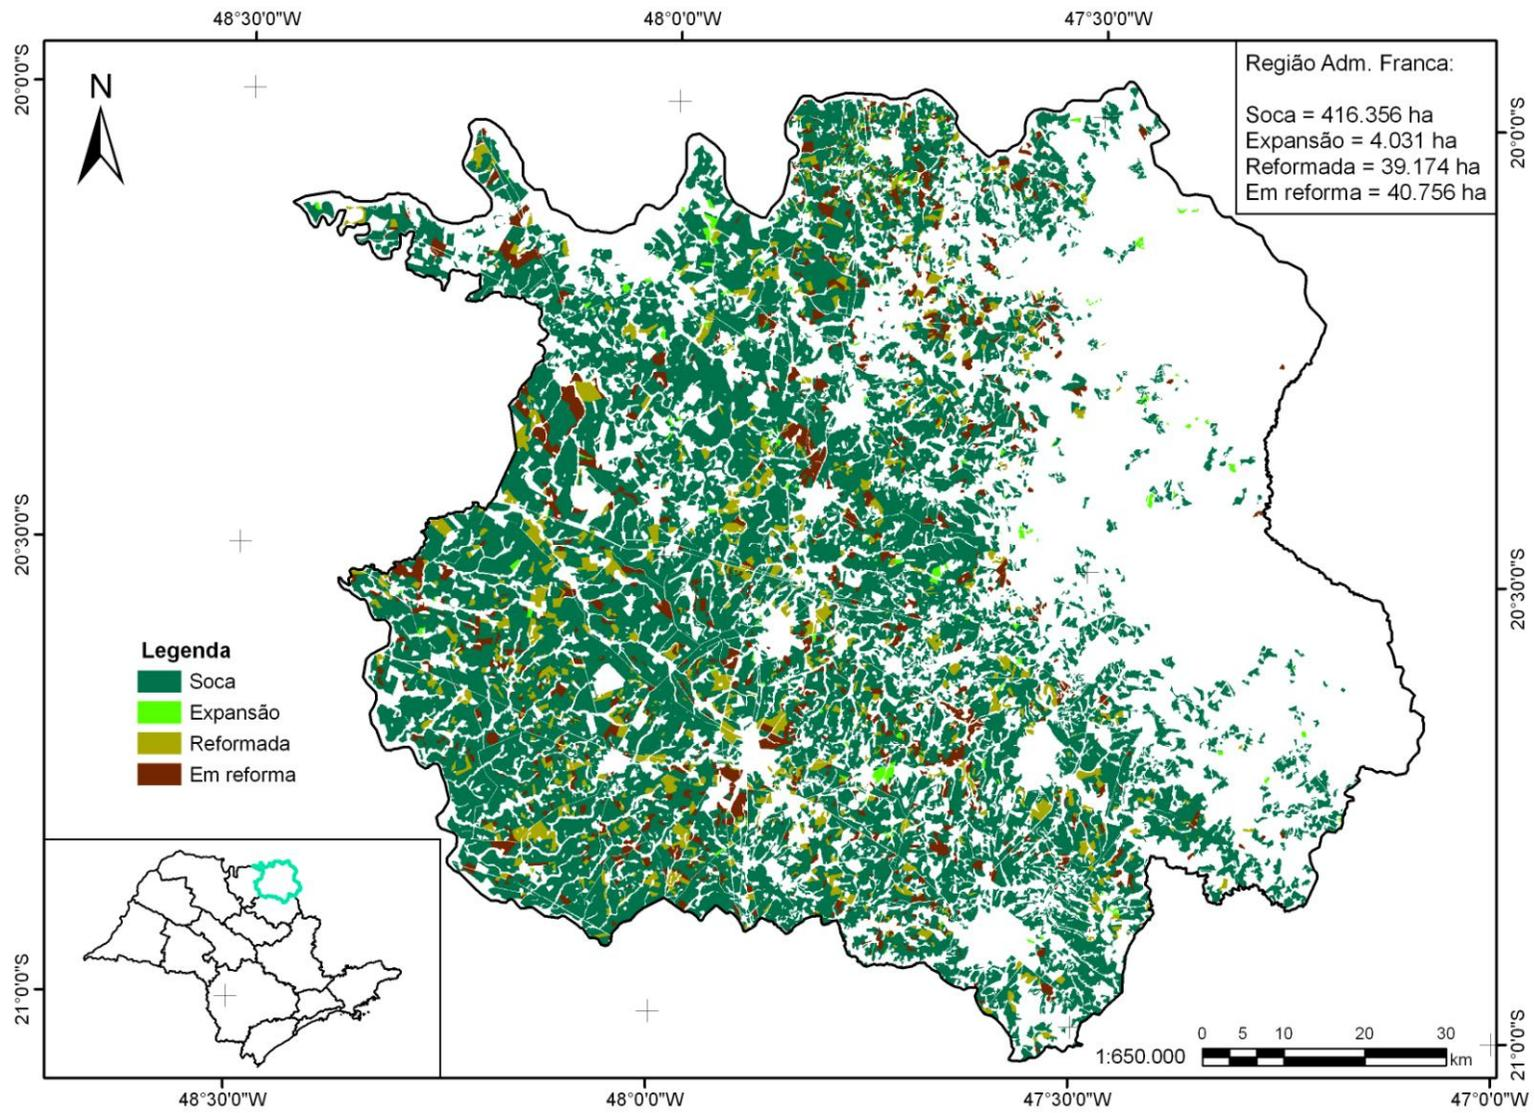 48°30'0"W
48°0'0"W
47°30'0"W
20°0'0"S
20°0'0"S
N
Região Adm. Franca:
Soca = 416.356 ha
Expansão = 4.031 ha
Reformada = 39.174 ha
Em reforma = 40.756 ha
20°30'0"S
20°30'0"S
Legenda
Soca
Expansão
Reformada
Em reforma
21°0'0"S
21°0'0"S
1:650.000
0 5 10 20 30
km
48°30'0"W
48°0'0"W
47°30'0"W
47°0'0"W